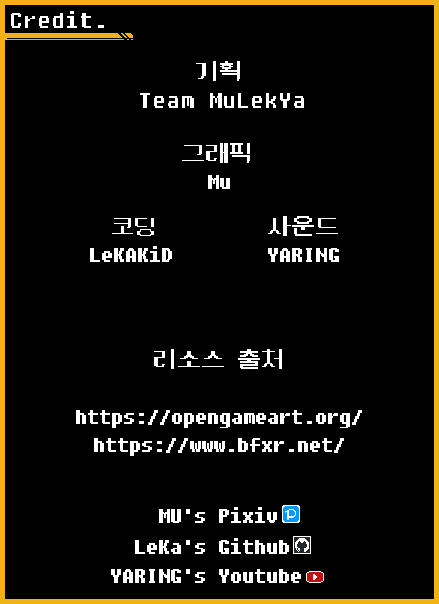 Credit.
기획
Team MuLekYa
그래픽
Mu
코딩 사운드
LeKAKiD YARING
리소스 출처
https://opengameart.org/
https://www.bfxr.net/
MU's Pixiv
LeKa's Github
YARING's Youtube